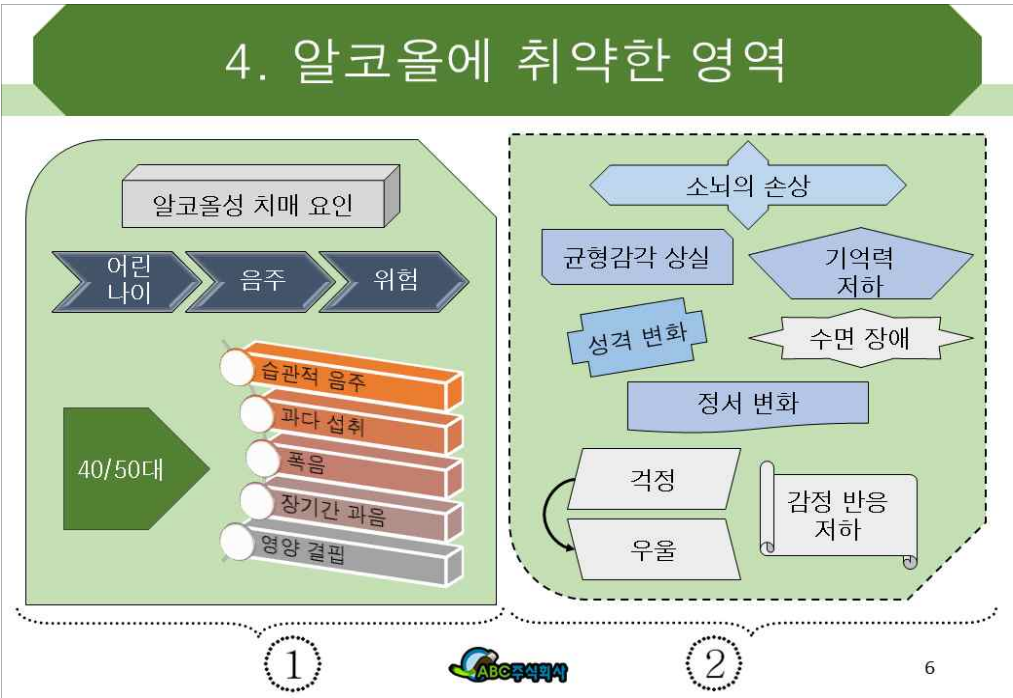 4. 알코올에 취약한 영역
알코올성 치매 요인
어린
나이
음주
위험
40/50대
습관적 음주
과다 섭취
폭음
장기간 과음
영양 결핍
1
소뇌의 손상
균형감각 상실
기억력
저하
성격 변화
수면 장애
정서 변화
걱정
우울
감정 반응
저하
2
ABC주식회사
6